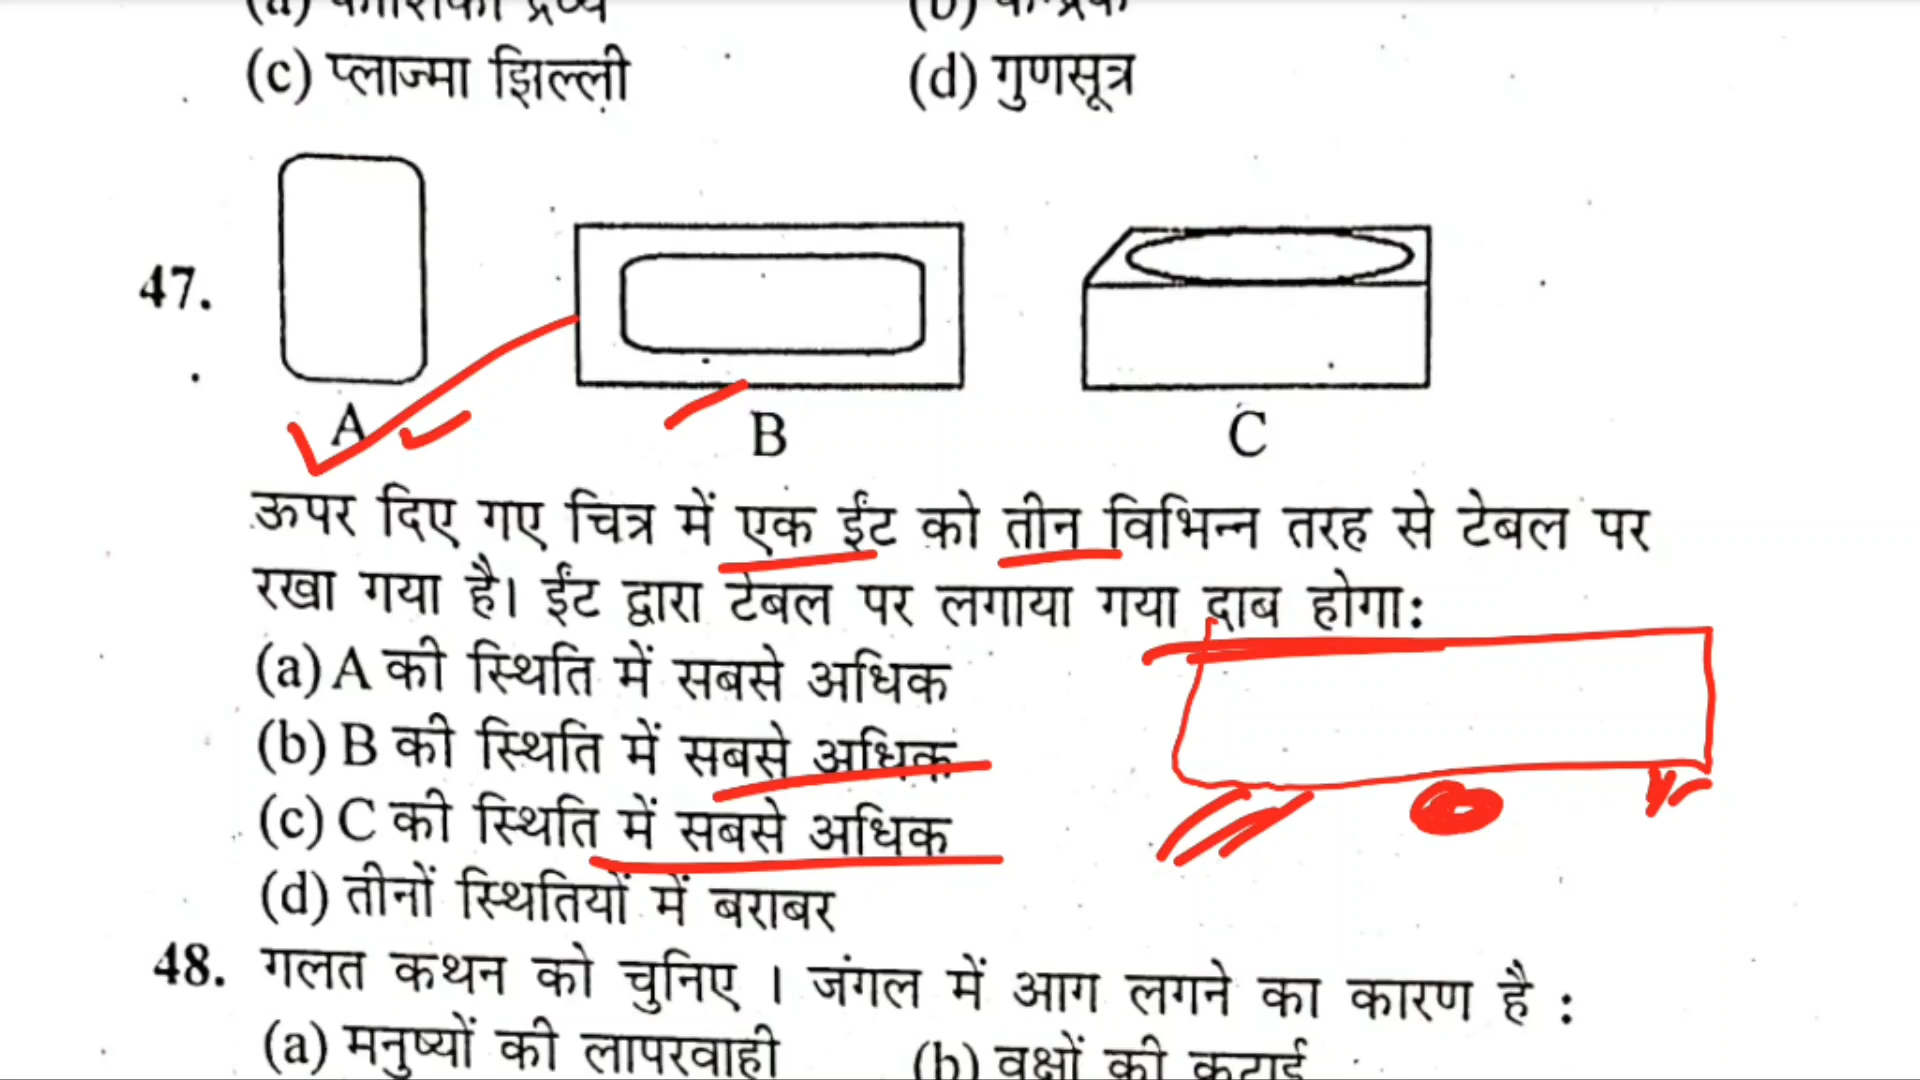 (c) प्लाज्मा झिल्ली (d) गुणसूत्र
47.
A B C
ऊपर दिए गए चित्र में एक ईंट को तीन विभिन्न तरह से टेबल पर
रखा गया है। ईंट द्वारा टेबल पर लगाया गया दाब होगा:
(a) A की स्थिति में सबसे अधिक
(b) B की स्थिति में सबसे अधिक
(c) C की स्थिति में सबसे अधिक
(d) तीनों स्थितियों में बराबर
48. गलत कथन को चुनिए । जंगल में आग लगने का कारण है :
(a) मनुष्यों की लापरवाही (b) वृक्षों की कटाई